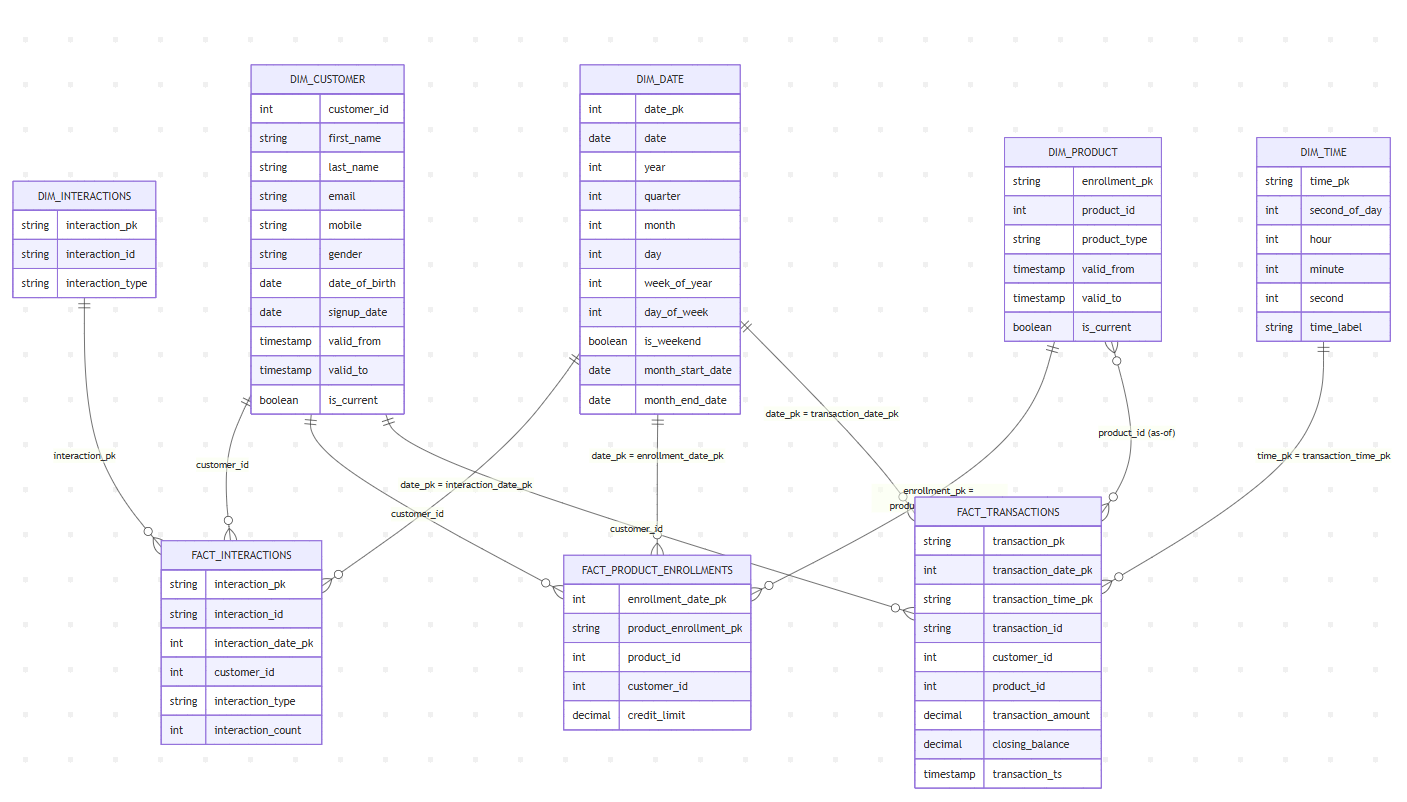 DIM_CUSTOMER
int customer_id
string first_name
string last_name
string email
string mobile
string gender
date date_of_birth
date signup_date
timestamp valid_from
timestamp valid_to
boolean is_current
DIM_DATE
int date_pk
date date
int year
int quarter
int month
int day
int week_of_year
int day_of_week
boolean is_weekend
date month_start_date
date month_end_date
DIM_PRODUCT
string enrollment_pk
int product_id
string product_type
timestamp valid_from
timestamp valid_to
boolean is_current
DIM_TIME
string time_pk
int second_of_day
int hour
int minute
int second
string time_label
DIM_INTERACTIONS
string interaction_pk
string interaction_id
string interaction_type
interaction_pk
customer_id
date_pk = interaction_date_pk
customer_id
date_pk = enrollment_date_pk
customer_id
date_pk = transaction_date_pk
enrollment_pk =
product_id (as-of)
time_pk = transaction_time_pk
FACT_INTERACTIONS
string interaction_pk
string interaction_id
int interaction_date_pk
int customer_id
string interaction_type
int interaction_count
FACT_PRODUCT_ENROLLMENTS
int enrollment_date_pk
string product_enrollment_pk
int product_id
int customer_id
decimal credit_limit
FACT_TRANSACTIONS
string transaction_pk
int transaction_date_pk
string transaction_time_pk
string transaction_id
int customer_id
int product_id
decimal transaction_amount
decimal closing_balance
timestamp transaction_ts